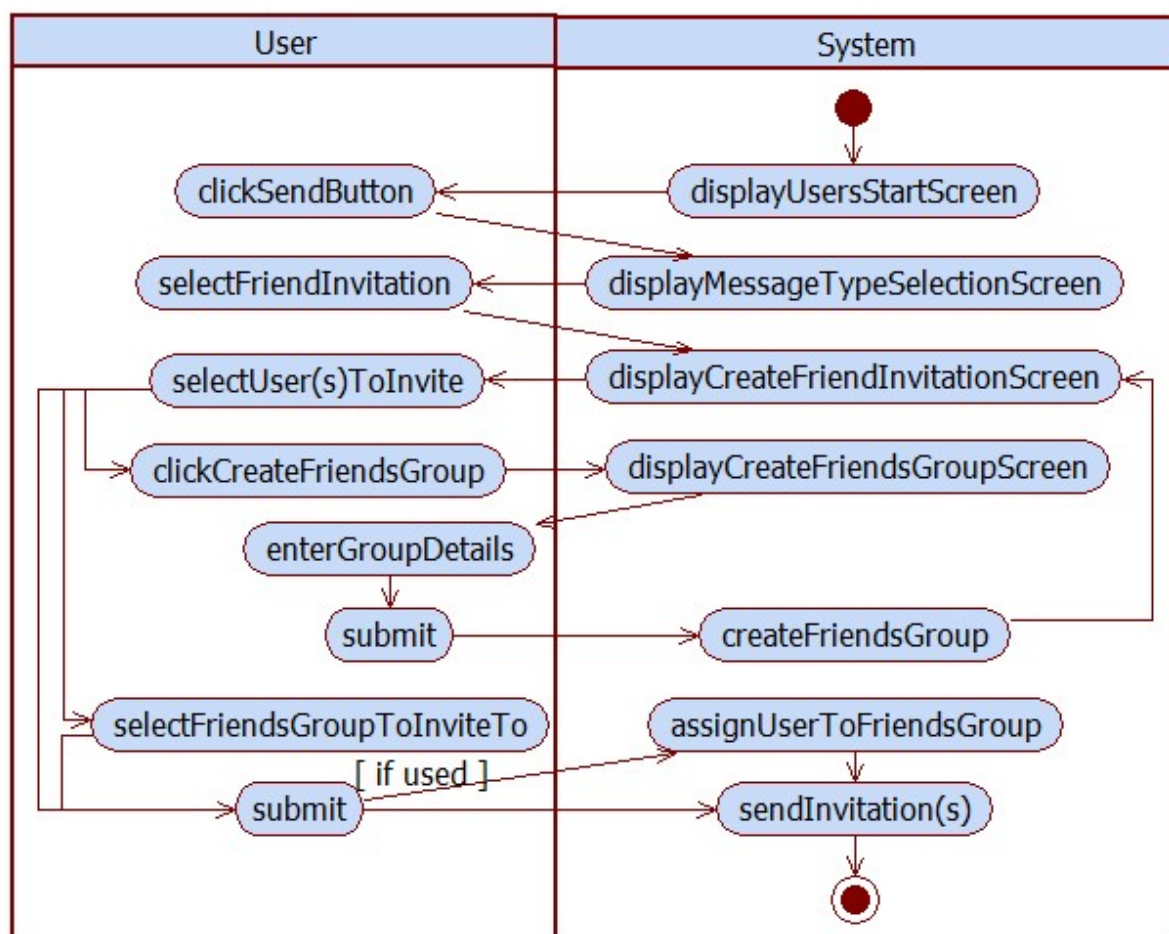 User
System
displayUsersStartScreen
clickSendButton
displayMessageTypeSelectionScreen
selectFriendInvitation
displayCreateFriendInvitationScreen
selectUser(s)ToInvite
clickCreateFriendsGroup
displayCreateFriendsGroupScreen
enterGroupDetails
submit
createFriendsGroup
selectFriendsGroupToInviteTo
assignUserToFriendsGroup
[ if used ]
submit
sendInvitation(s)